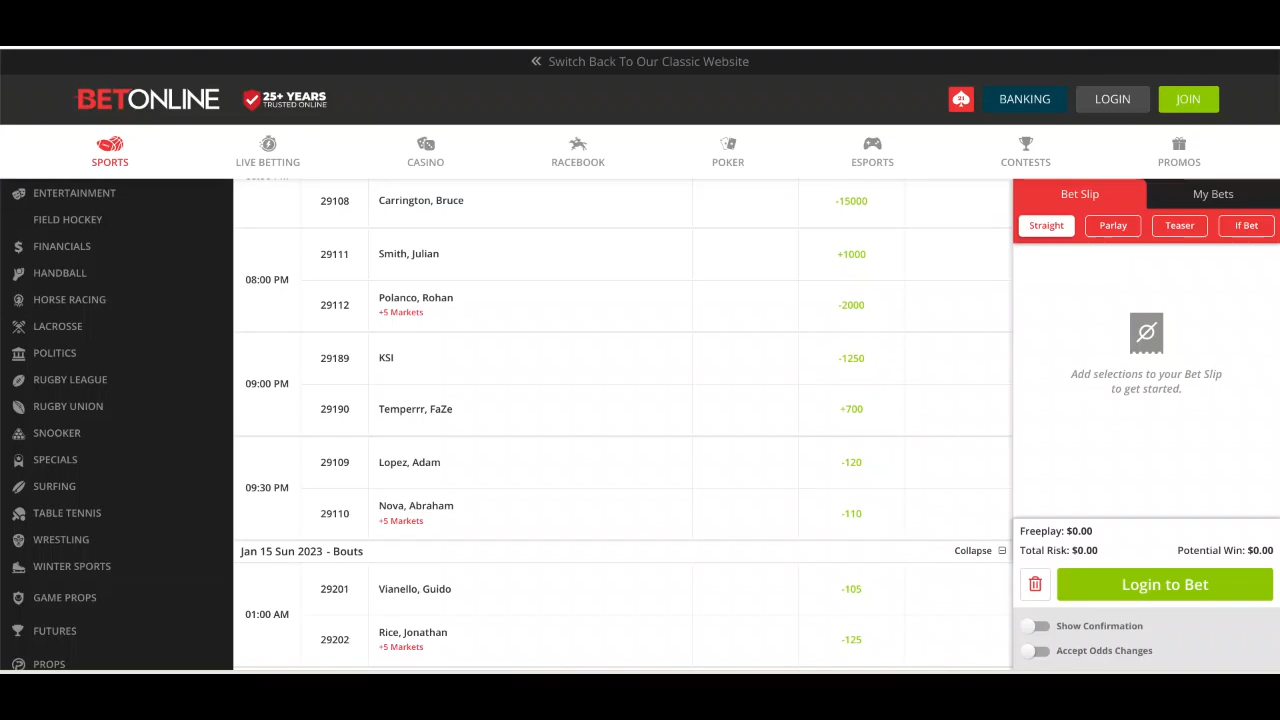 Switch Back To Our Classic Website
BETONLINE
25+ YEARS
TRUSTED ONLINE
21
BANKING
LOGIN
JOIN
SPORTS
LIVE BETTING
CASINO
RACEBOOK
POKER
ESPORTS
CONTESTS
PROMOS
ENTERTAINMENT
FIELD HOCKEY
FINANCIALS
HANDBALL
HORSE RACING
LACROSSE
POLITICS
RUGBY LEAGUE
RUGBY UNION
SNOOKER
SPECIALS
SURFING
TABLE TENNIS
WRESTLING
WINTER SPORTS
GAME PROPS
FUTURES
PROPS
29108 Carrington, Bruce -15000
29111 Smith, Julian +1000
08:00 PM
29112 Polanco, Rohan -2000
+5 Markets
29189 KSI -1250
09:00 PM
29190 Temperrr, FaZe +700
29109 Lopez, Adam -120
09:30 PM
29110 Nova, Abraham -110
+5 Markets
Jan 15 Sun 2023 - Bouts Collapse
29201 Vianello, Guido -105
01:00 AM
29202 Rice, Jonathan -125
+5 Markets
Bet Slip
My Bets
Straight
Parlay
Teaser
If Bet
Add selections to your Bet Slip
to get started.
Freeplay: $0.00
Total Risk: $0.00 Potential Win: $0.00
Login to Bet
Show Confirmation
Accept Odds Changes